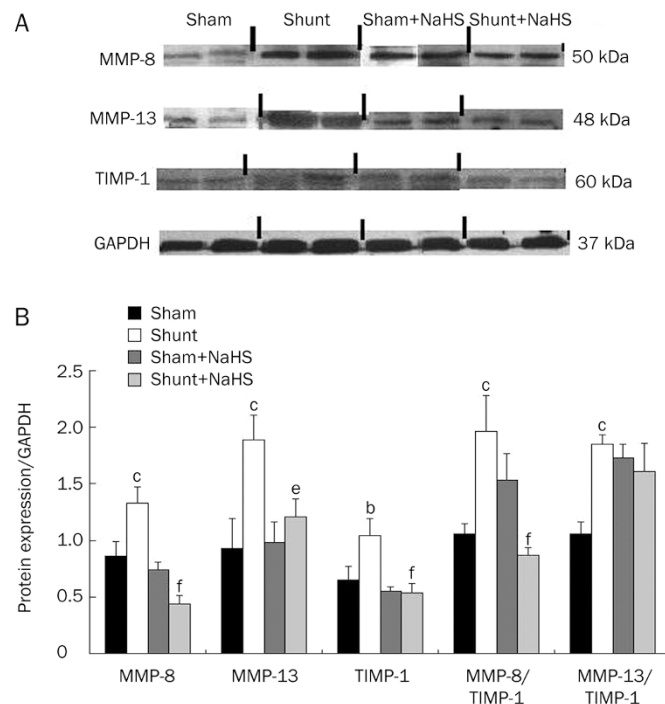 A
Sham Shunt Sham+NaHS Shunt+NaHS
MMP-8 50 kDa
MMP-13 48 kDa
TIMP-1 60 kDa
GAPDH 37 kDa
B
Sham
Shunt
Sham+NaHS
Shunt+NaHS
Protein expression/GAPDH
2.5
2.0
1.5
1.0
0.5
0
c
f
c
e
b
f
c
f
c
MMP-8 MMP-13 TIMP-1 MMP-8/ MMP-13/
TIMP-1 TIMP-1